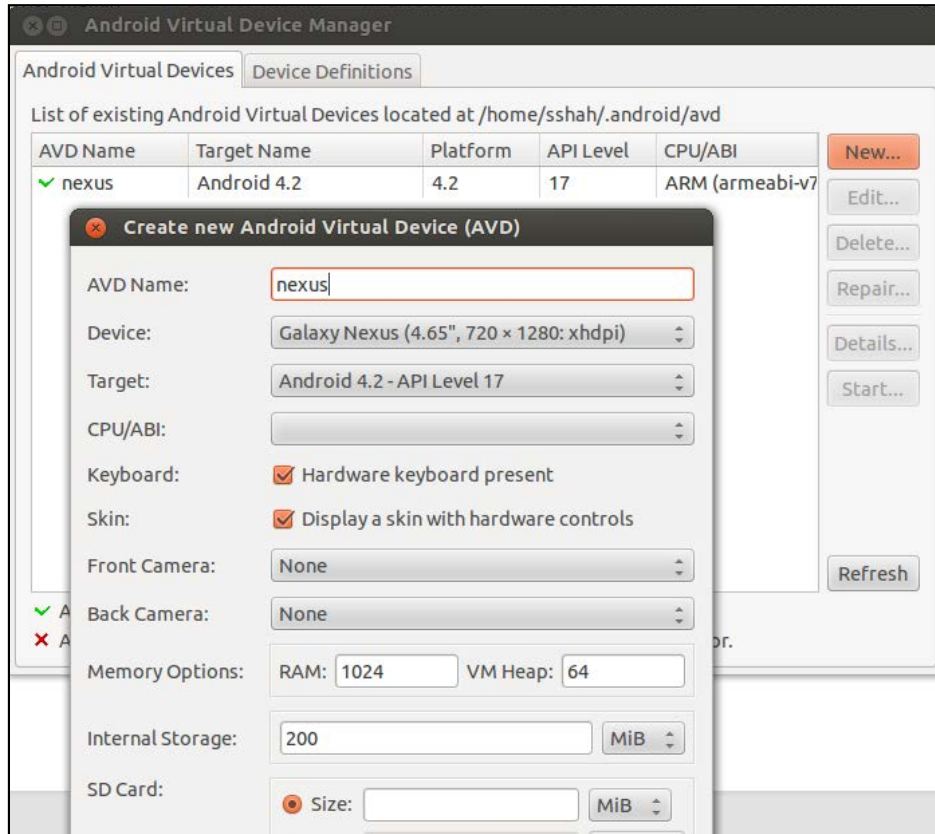 Android Virtual Device Manager
Android Virtual Devices Device Definitions
List of existing Android Virtual Devices located at /home/sshah/.android/avd
AVD Name Target Name Platform API Level CPU/ABI New...
nexus Android 4.2 4.2 17 ARM (armeabi-v7
Edit...
Create new Android Virtual Device (AVD)
Delete...
AVD Name: nexus
Repair...
Device: Galaxy Nexus (4.65", 720 × 1280: xhdpi)
Details...
Target: Android 4.2 - API Level 17
Start...
CPU/ABI:
Keyboard: Hardware keyboard present
Skin: Display a skin with hardware controls
Front Camera: None
Refresh
Back Camera: None
A
A or.
Memory Options: RAM: 1024 VM Heap: 64
Internal Storage: 200 MiB
SD Card:
Size: MiB